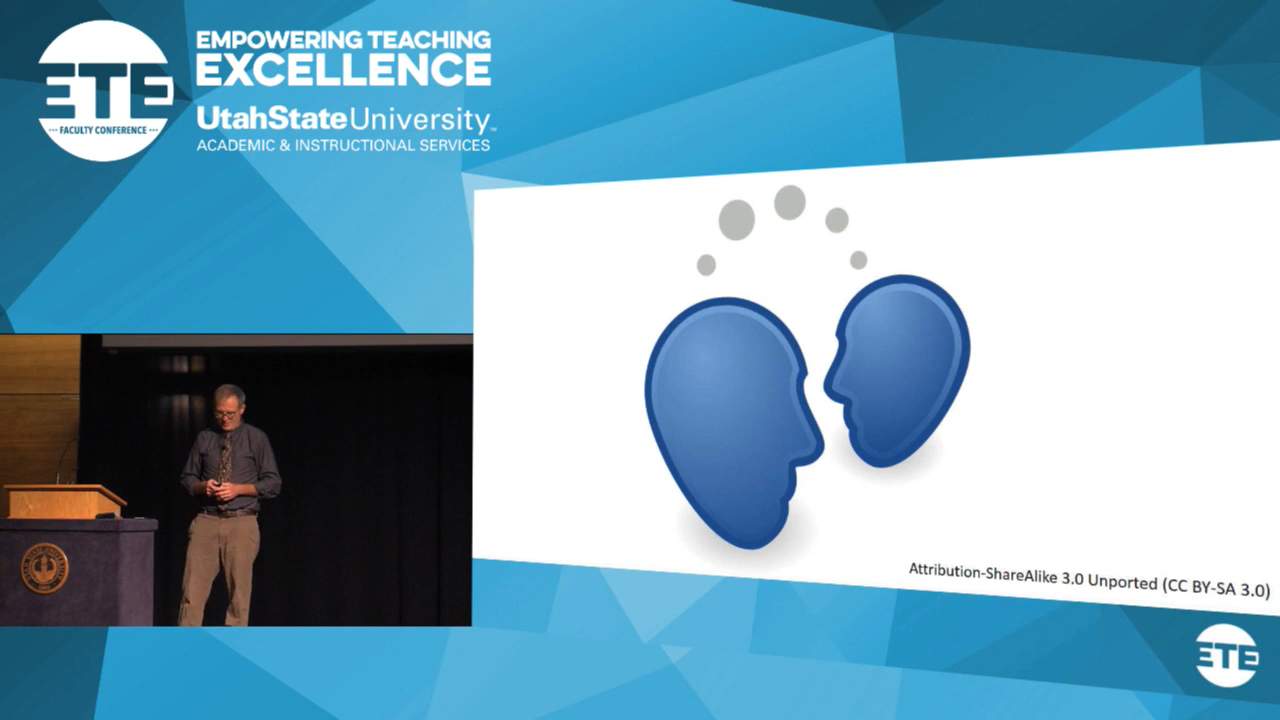 ETE
··· FACULTY CONFERENCE ···
EMPOWERING TEACHING
EXCELLENCE
UtahStateUniversity™
ACADEMIC & INSTRUCTIONAL SERVICES
Attribution-ShareAlike 3.0 Unported (CC BY-SA 3.0)
ETE